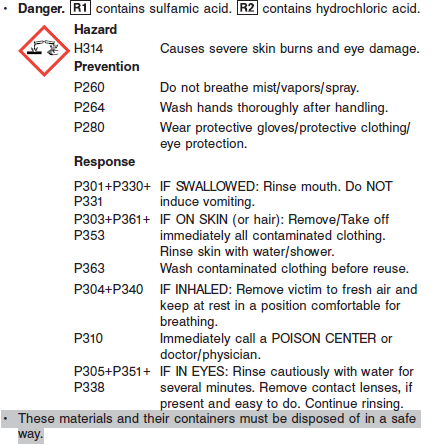 · Danger. R1 contains sulfamic acid. R2 contains hydrochloric acid.
Hazard
H314 Causes severe skin burns and eye damage.
Prevention
P260 Do not breathe mist/vapors/spray.
P264 Wash hands thoroughly after handling.
P280 Wear protective gloves/protective clothing/
eye protection.
Response
P301+P330+ IF SWALLOWED: Rinse mouth. Do NOT
P331 induce vomiting.
P303+P361+ IF ON SKIN (or hair): Remove/Take off
P353 immediately all contaminated clothing.
Rinse skin with water/shower.
P363 Wash contaminated clothing before reuse.
P304+P340 IF INHALED: Remove victim to fresh air and
keep at rest in a position comfortable for
breathing.
P310 Immediately call a POISON CENTER or
doctor/physician.
P305+P351+ IF IN EYES: Rinse cautiously with water for
P338 several minutes. Remove contact lenses, if
present and easy to do. Continue rinsing.
· These materials and their containers must be disposed of in a safe
way.